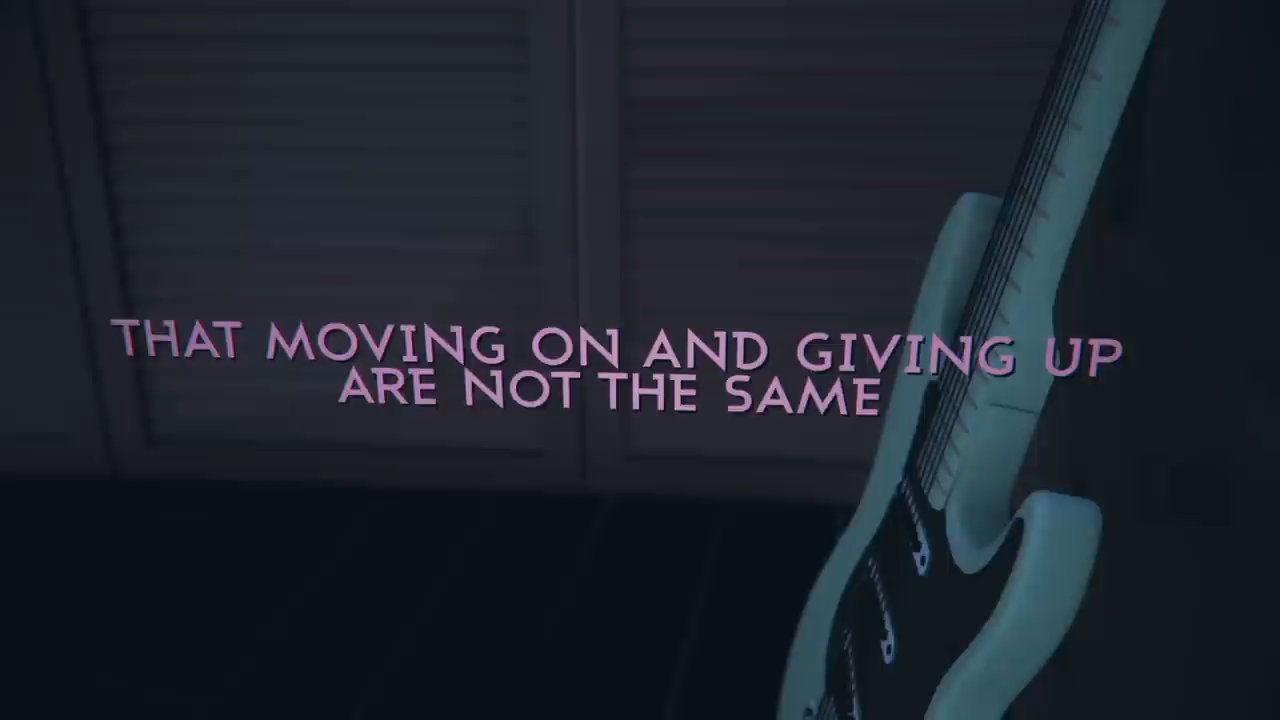 THAT MOVING ON AND GIVING UP
ARE NOT THE SAME